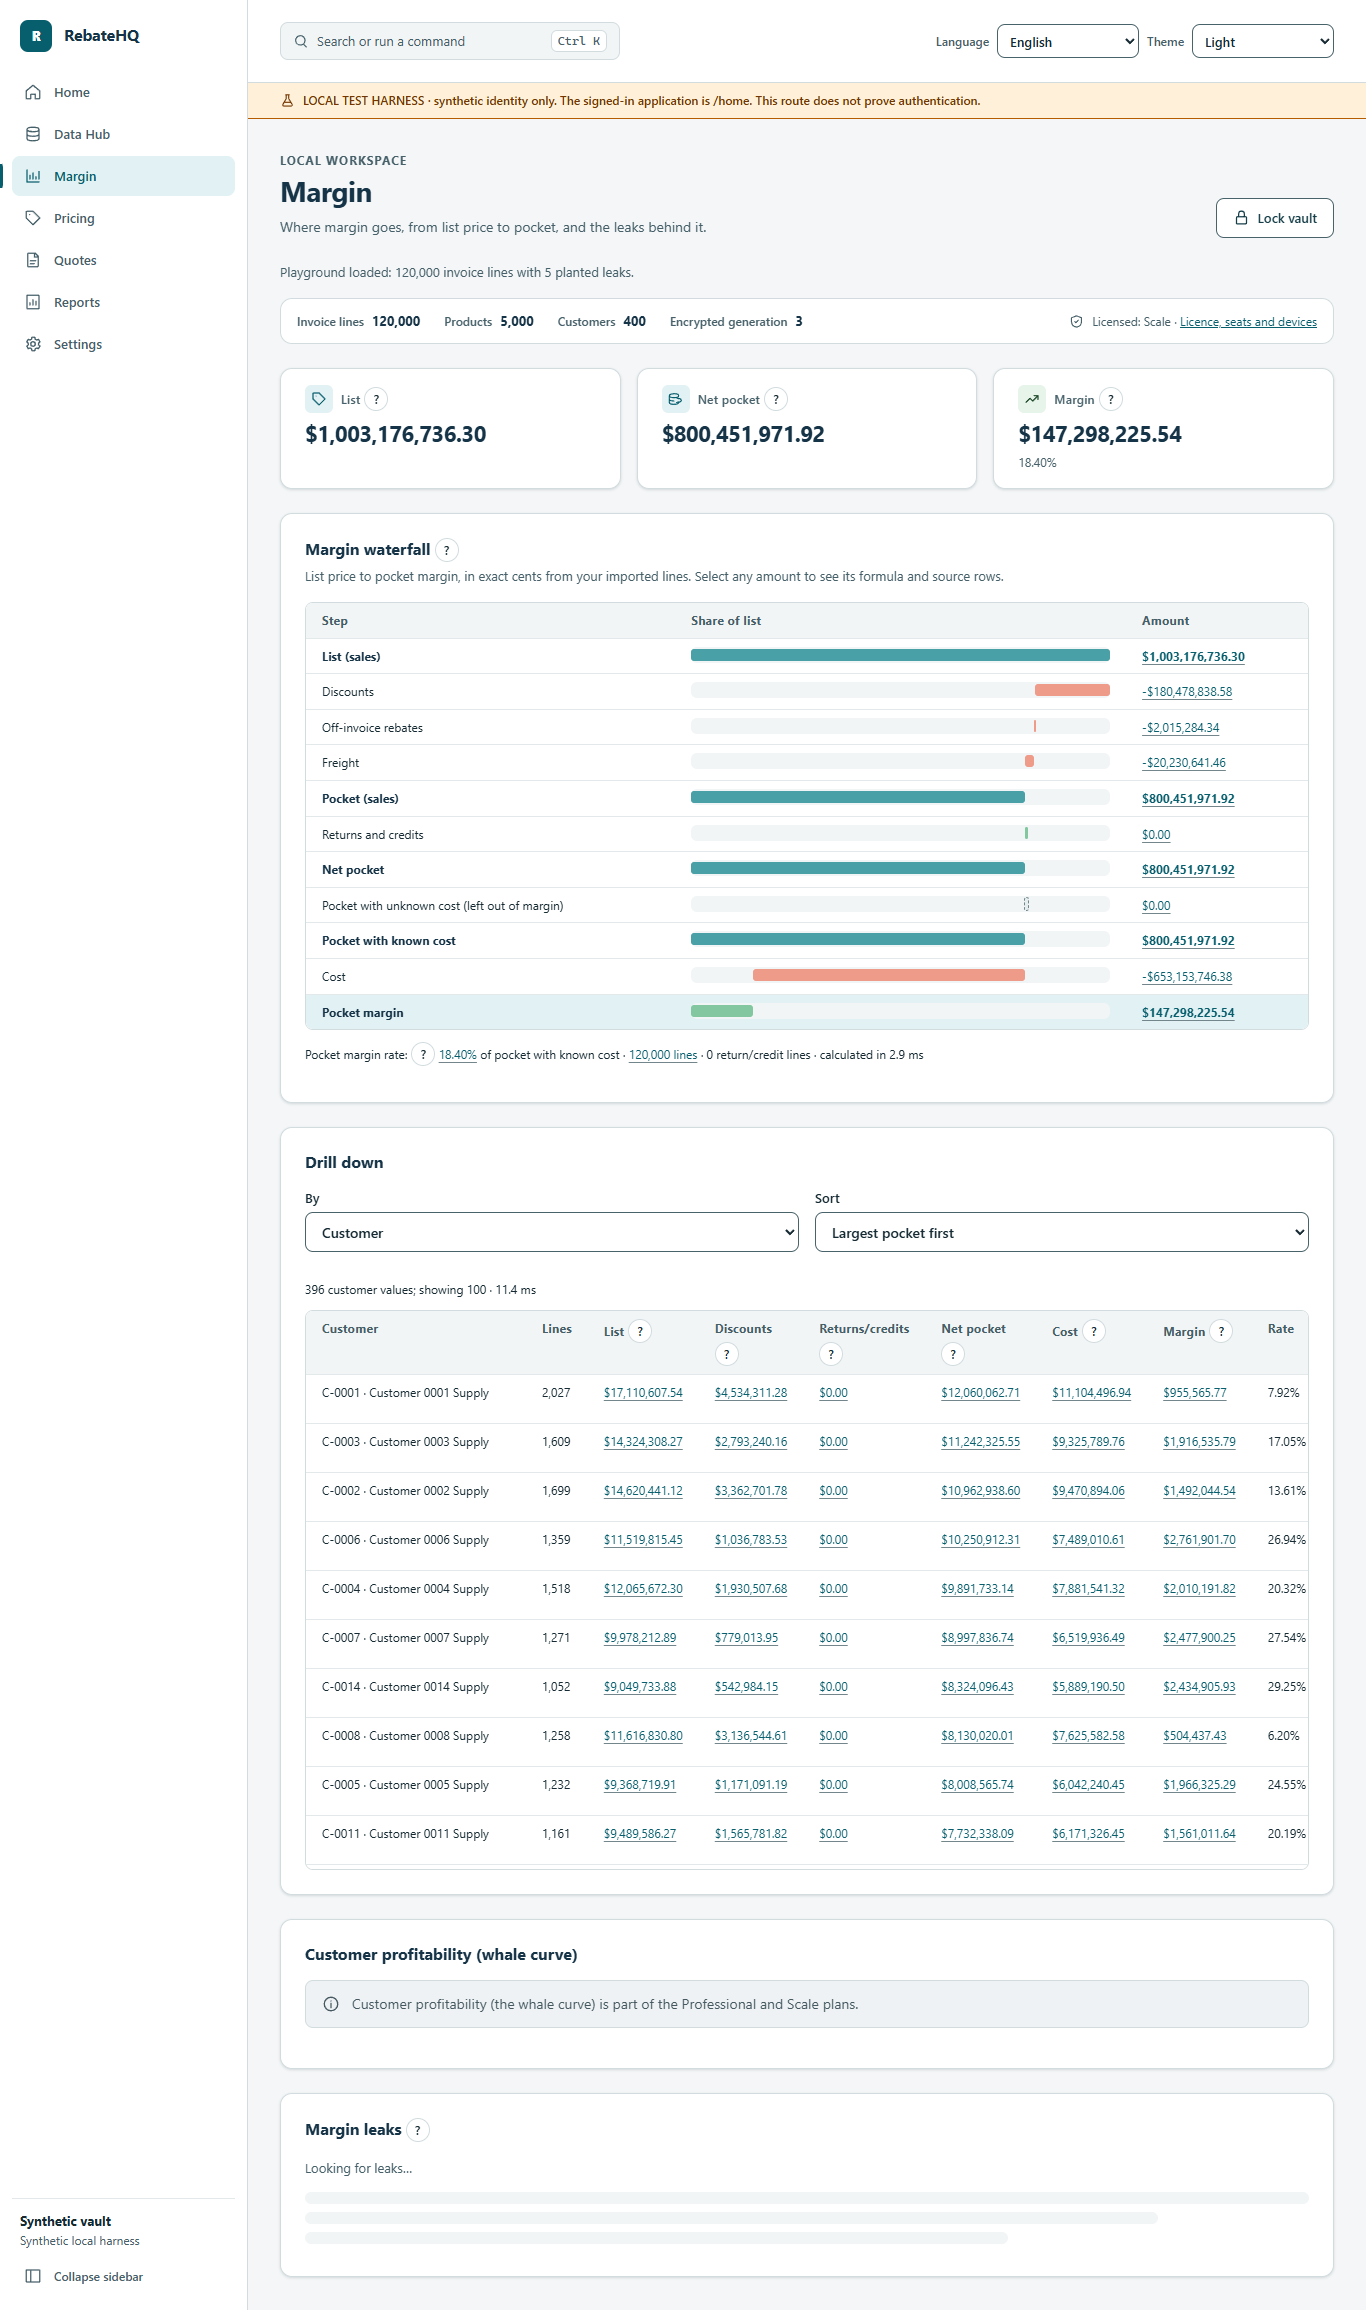 R RebateHQ
Search or run a command Ctrl K
Language English Theme Light
Home
Data Hub
Margin
Pricing
Quotes
Reports
Settings
LOCAL TEST HARNESS · synthetic identity only. The signed-in application is /home. This route does not prove authentication.
LOCAL WORKSPACE
Margin
Where margin goes, from list price to pocket, and the leaks behind it.
Lock vault
Playground loaded: 120,000 invoice lines with 5 planted leaks.
Invoice lines 120,000 Products 5,000 Customers 400 Encrypted generation 3 Licensed: Scale · Licence, seats and devices
List ?
$1,003,176,736.30
Net pocket ?
$800,451,971.92
Margin ?
$147,298,225.54
18.40%
Margin waterfall ?
List price to pocket margin, in exact cents from your imported lines. Select any amount to see its formula and source rows.
Step Share of list Amount
List (sales) $1,003,176,736.30
Discounts -$180,478,838.58
Off-invoice rebates -$2,015,284.34
Freight -$20,230,641.46
Pocket (sales) $800,451,971.92
Returns and credits $0.00
Net pocket $800,451,971.92
Pocket with unknown cost (left out of margin) $0.00
Pocket with known cost $800,451,971.92
Cost -$653,153,746.38
Pocket margin $147,298,225.54
Pocket margin rate: ? 18.40% of pocket with known cost · 120,000 lines · 0 return/credit lines · calculated in 2.9 ms
Drill down
By Sort
Customer Largest pocket first
396 customer values; showing 100 · 11.4 ms
Customer Lines List ? Discounts ? Returns/credits ? Net pocket ? Cost ? Margin ? Rate
C-0001 · Customer 0001 Supply 2,027 $17,110,607.54 $4,534,311.28 $0.00 $12,060,062.71 $11,104,496.94 $955,565.77 7.92%
C-0003 · Customer 0003 Supply 1,609 $14,324,308.27 $2,793,240.16 $0.00 $11,242,325.55 $9,325,789.76 $1,916,535.79 17.05%
C-0002 · Customer 0002 Supply 1,699 $14,620,441.12 $3,362,701.78 $0.00 $10,962,938.60 $9,470,894.06 $1,492,044.54 13.61%
C-0006 · Customer 0006 Supply 1,359 $11,519,815.45 $1,036,783.53 $0.00 $10,250,912.31 $7,489,010.61 $2,761,901.70 26.94%
C-0004 · Customer 0004 Supply 1,518 $12,065,672.30 $1,930,507.68 $0.00 $9,891,733.14 $7,881,541.32 $2,010,191.82 20.32%
C-0007 · Customer 0007 Supply 1,271 $9,978,212.89 $779,013.95 $0.00 $8,997,836.74 $6,519,936.49 $2,477,900.25 27.54%
C-0014 · Customer 0014 Supply 1,052 $9,049,733.88 $542,984.15 $0.00 $8,324,096.43 $5,889,190.50 $2,434,905.93 29.25%
C-0008 · Customer 0008 Supply 1,258 $11,616,830.80 $3,136,544.61 $0.00 $8,130,020.01 $7,625,582.58 $504,437.43 6.20%
C-0005 · Customer 0005 Supply 1,232 $9,368,719.91 $1,171,091.19 $0.00 $8,008,565.74 $6,042,240.45 $1,966,325.29 24.55%
C-0011 · Customer 0011 Supply 1,161 $9,489,586.27 $1,565,781.82 $0.00 $7,732,338.09 $6,171,326.45 $1,561,011.64 20.19%
Customer profitability (whale curve)
Customer profitability (the whale curve) is part of the Professional and Scale plans.
Margin leaks ?
Looking for leaks...
Synthetic vault
Synthetic local harness
Collapse sidebar